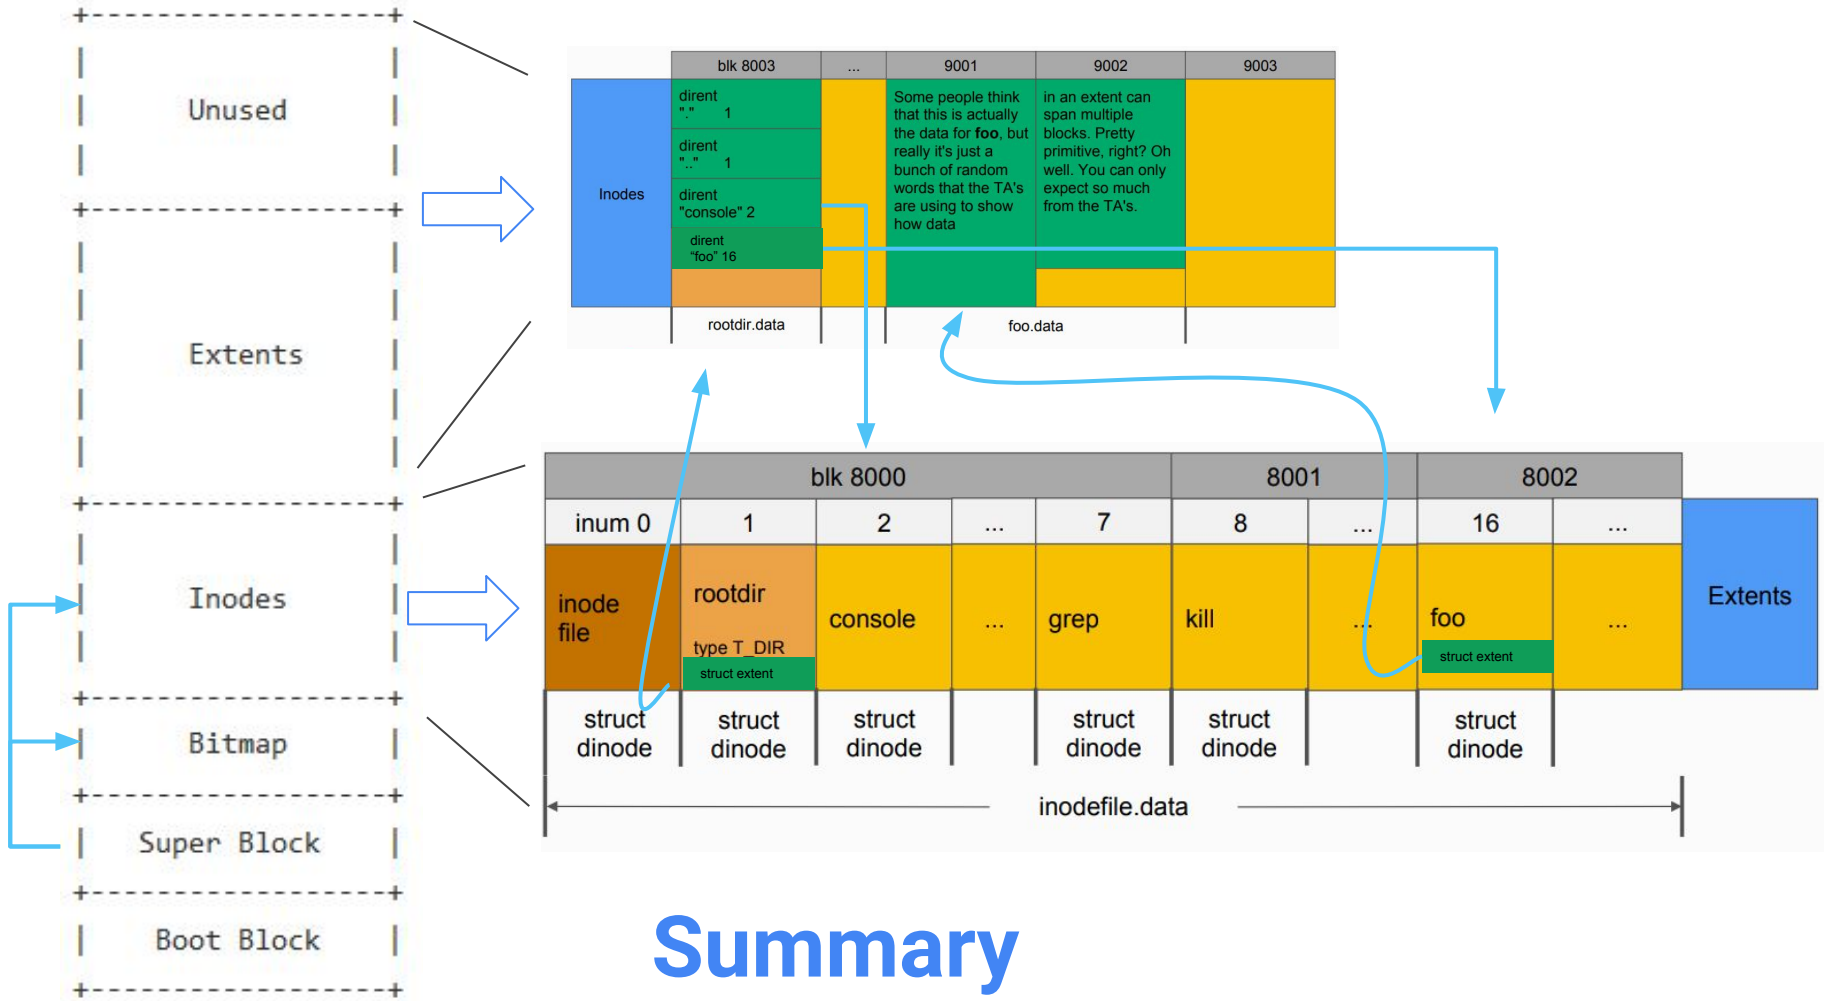 Unused
Extents
Inodes
Bitmap
Super Block
Boot Block
blk 8003
...
9001
9002
9003
Inodes
dirent
"." 1
dirent
".." 1
dirent
"console" 2
dirent
“foo” 16
Some people think
that this is actually
the data for foo, but
really it's just a
bunch of random
words that the TA's
are using to show
how data
in an extent can
span multiple
blocks. Pretty
primitive, right? Oh
well. You can only
expect so much
from the TA's.
rootdir.data
foo.data
blk 8000
8001
8002
inum 0
1
2
...
7
8
...
16
...
inode
file
rootdir
type T_DIR
struct extent
console
...
grep
kill
...
foo
struct extent
...
Extents
struct
dinode
struct
dinode
struct
dinode
struct
dinode
struct
dinode
struct
dinode
inodefile.data
Summary